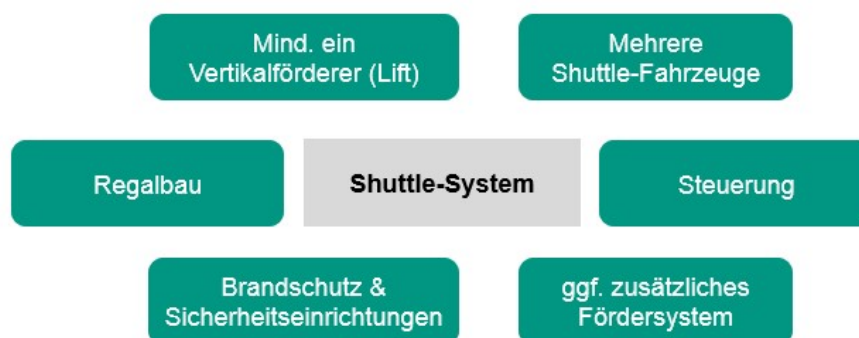 Mind. ein
Vertikalförderer (Lift)
Mehrere
Shuttle-Fahrzeuge
Regalbau
Shuttle-System
Steuerung
Brandschutz &
Sicherheitseinrichtungen
ggf. zusätzliches
Fördersystem